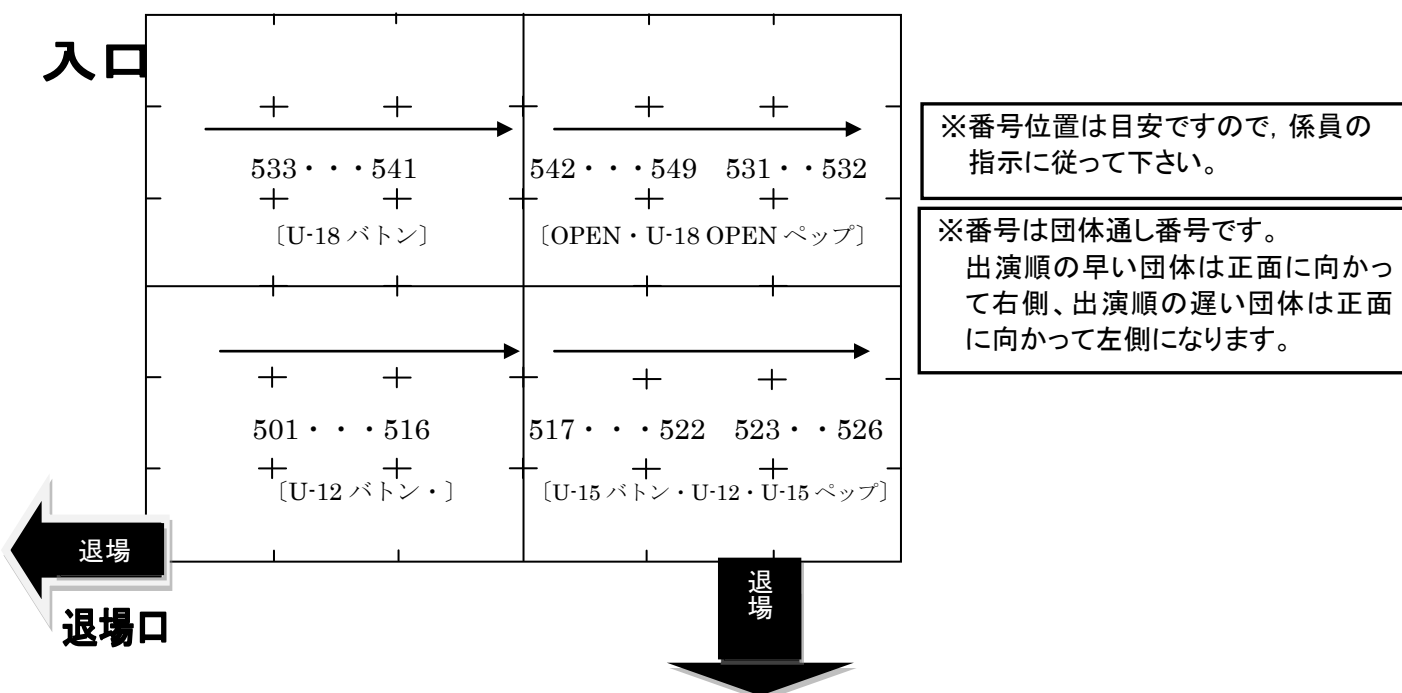 入口
533・・・541
542・・・549 531・・532
〔U-18 バトン〕
〔OPEN・U-18 OPEN ペップ〕
※番号位置は目安ですので, 係員の
指示に従って下さい。
※番号は団体通し番号です。
出演順の早い団体は正面に向かっ
て右側、出演順の遅い団体は正面
に向かって左側になります。
501・・・516
517・・・522 523・・526
〔U-12 バトン・〕
〔U-15 バトン・U-12・U-15 ペップ〕
退場
退場口
退場